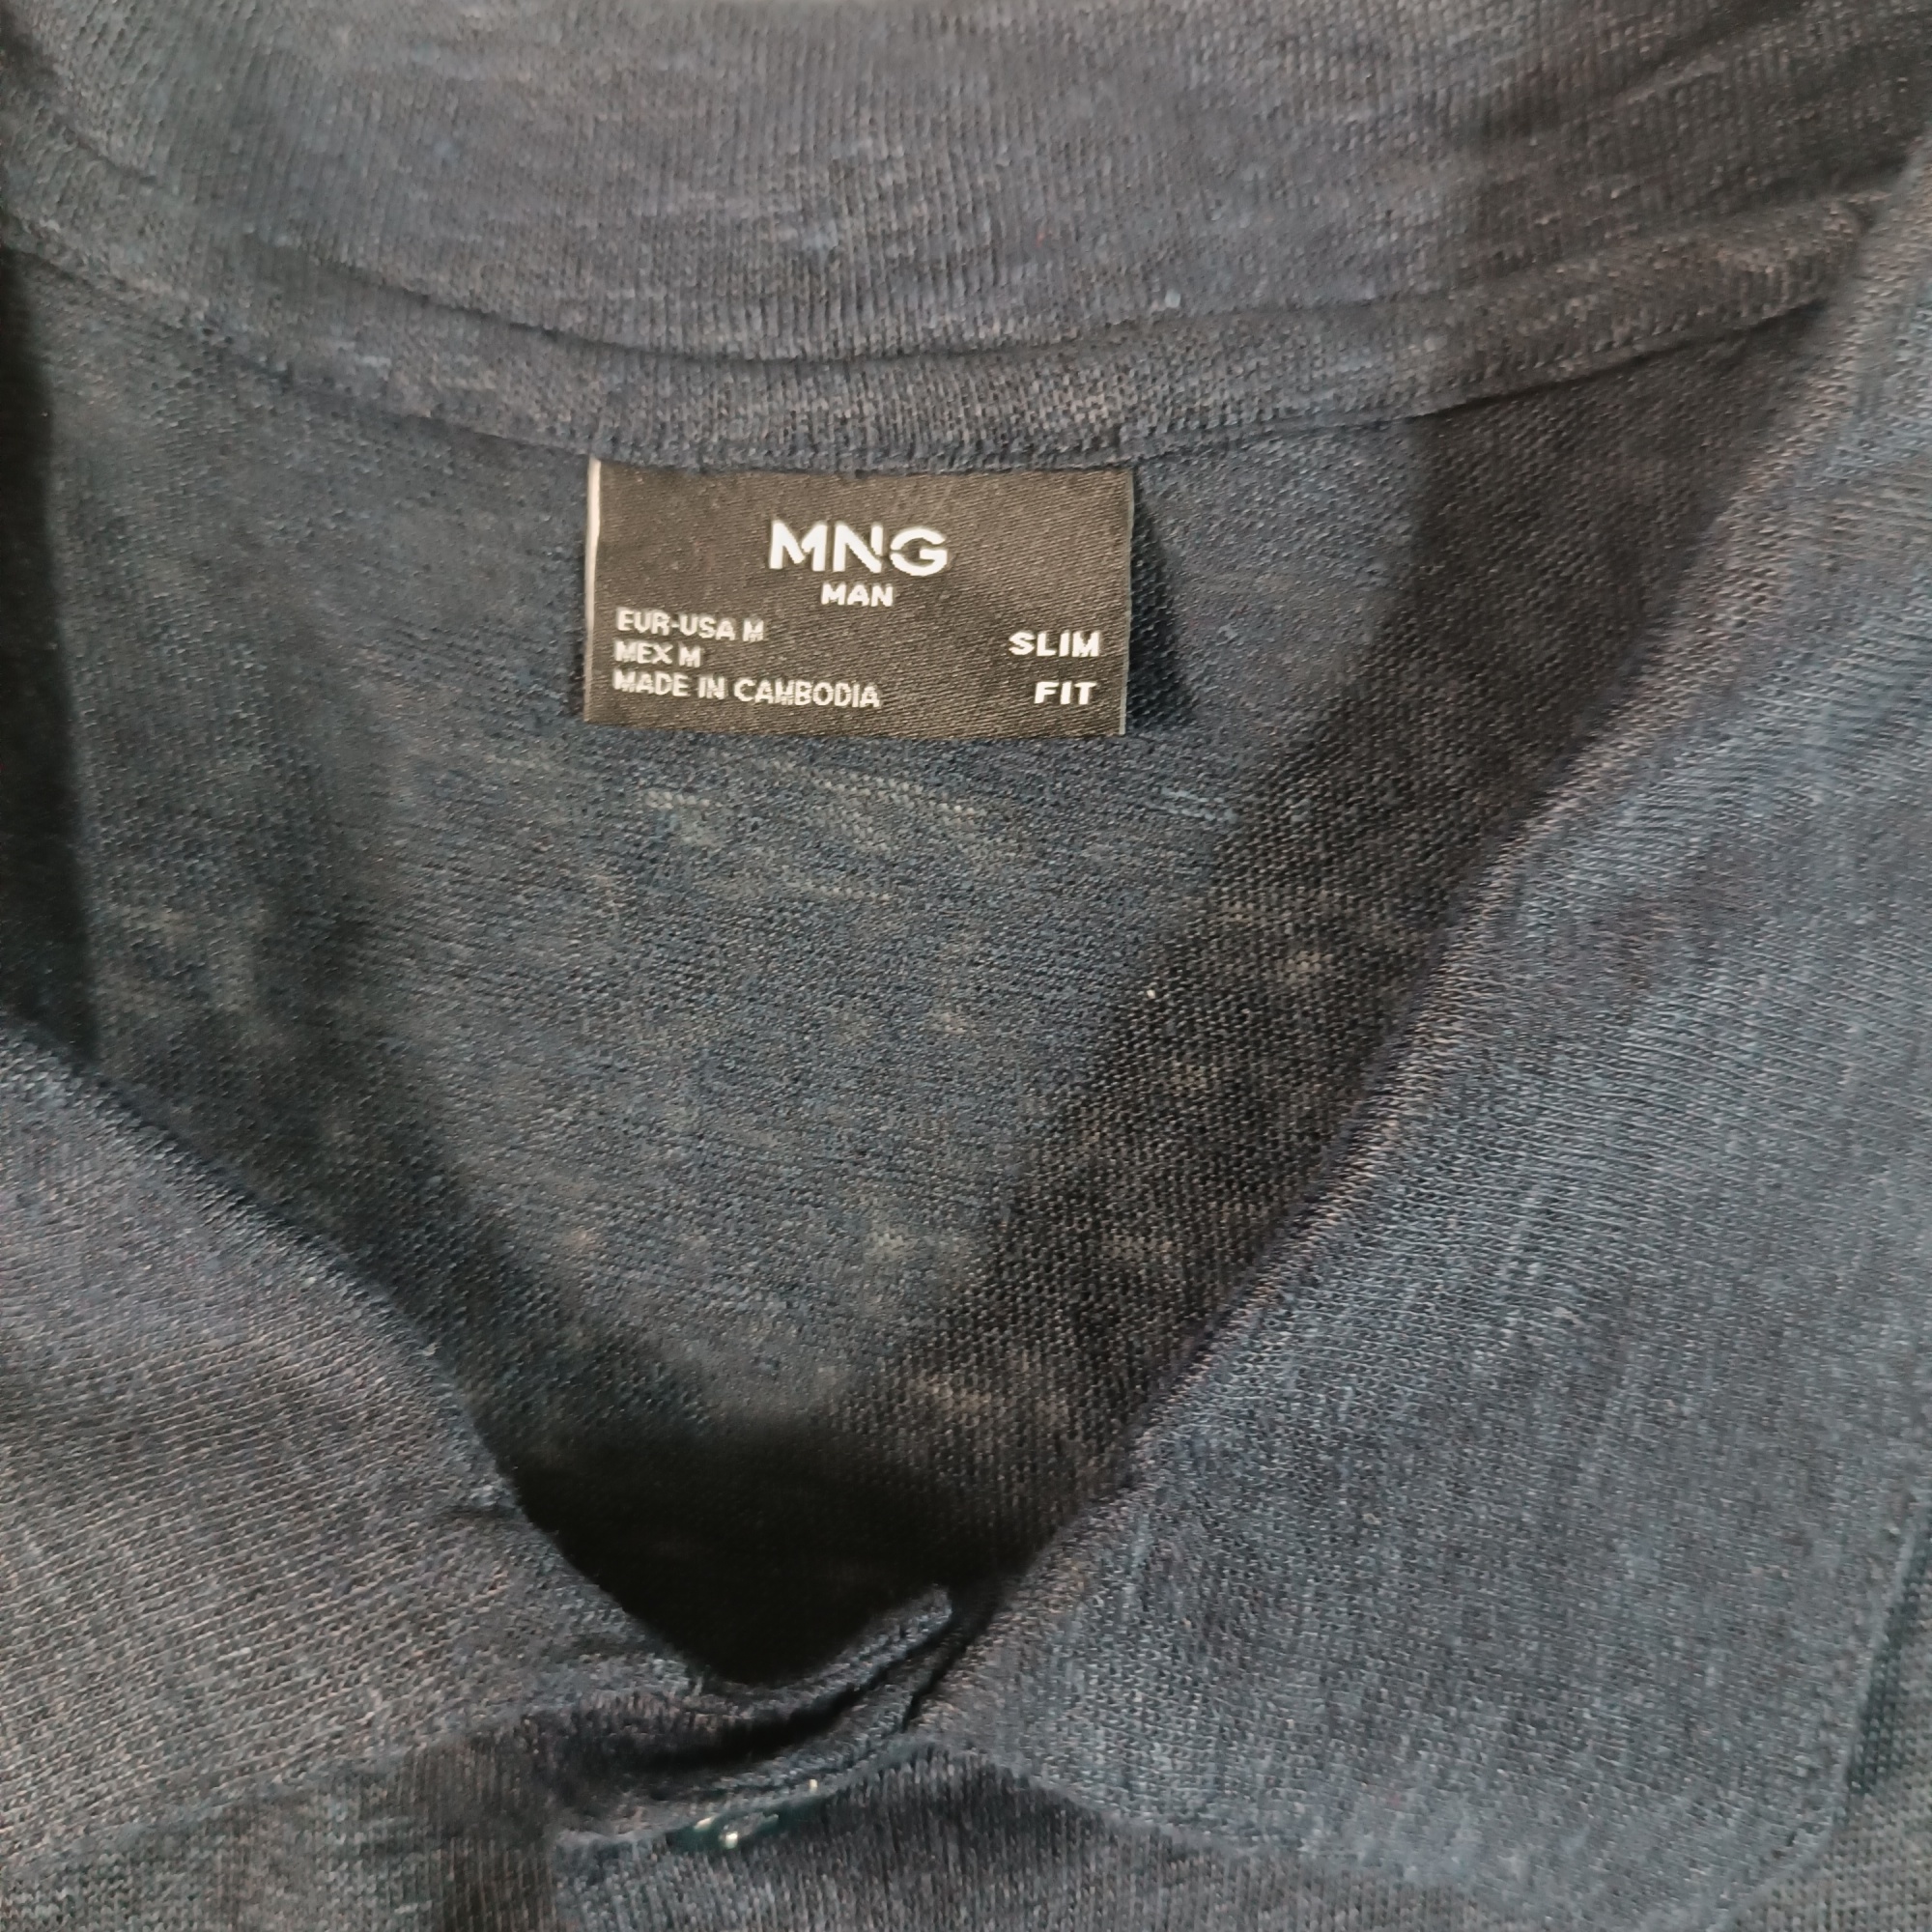 MNG
MAN
EUR-USA M
MEX M
MADE IN CAMBODIA
SLIM
FIT